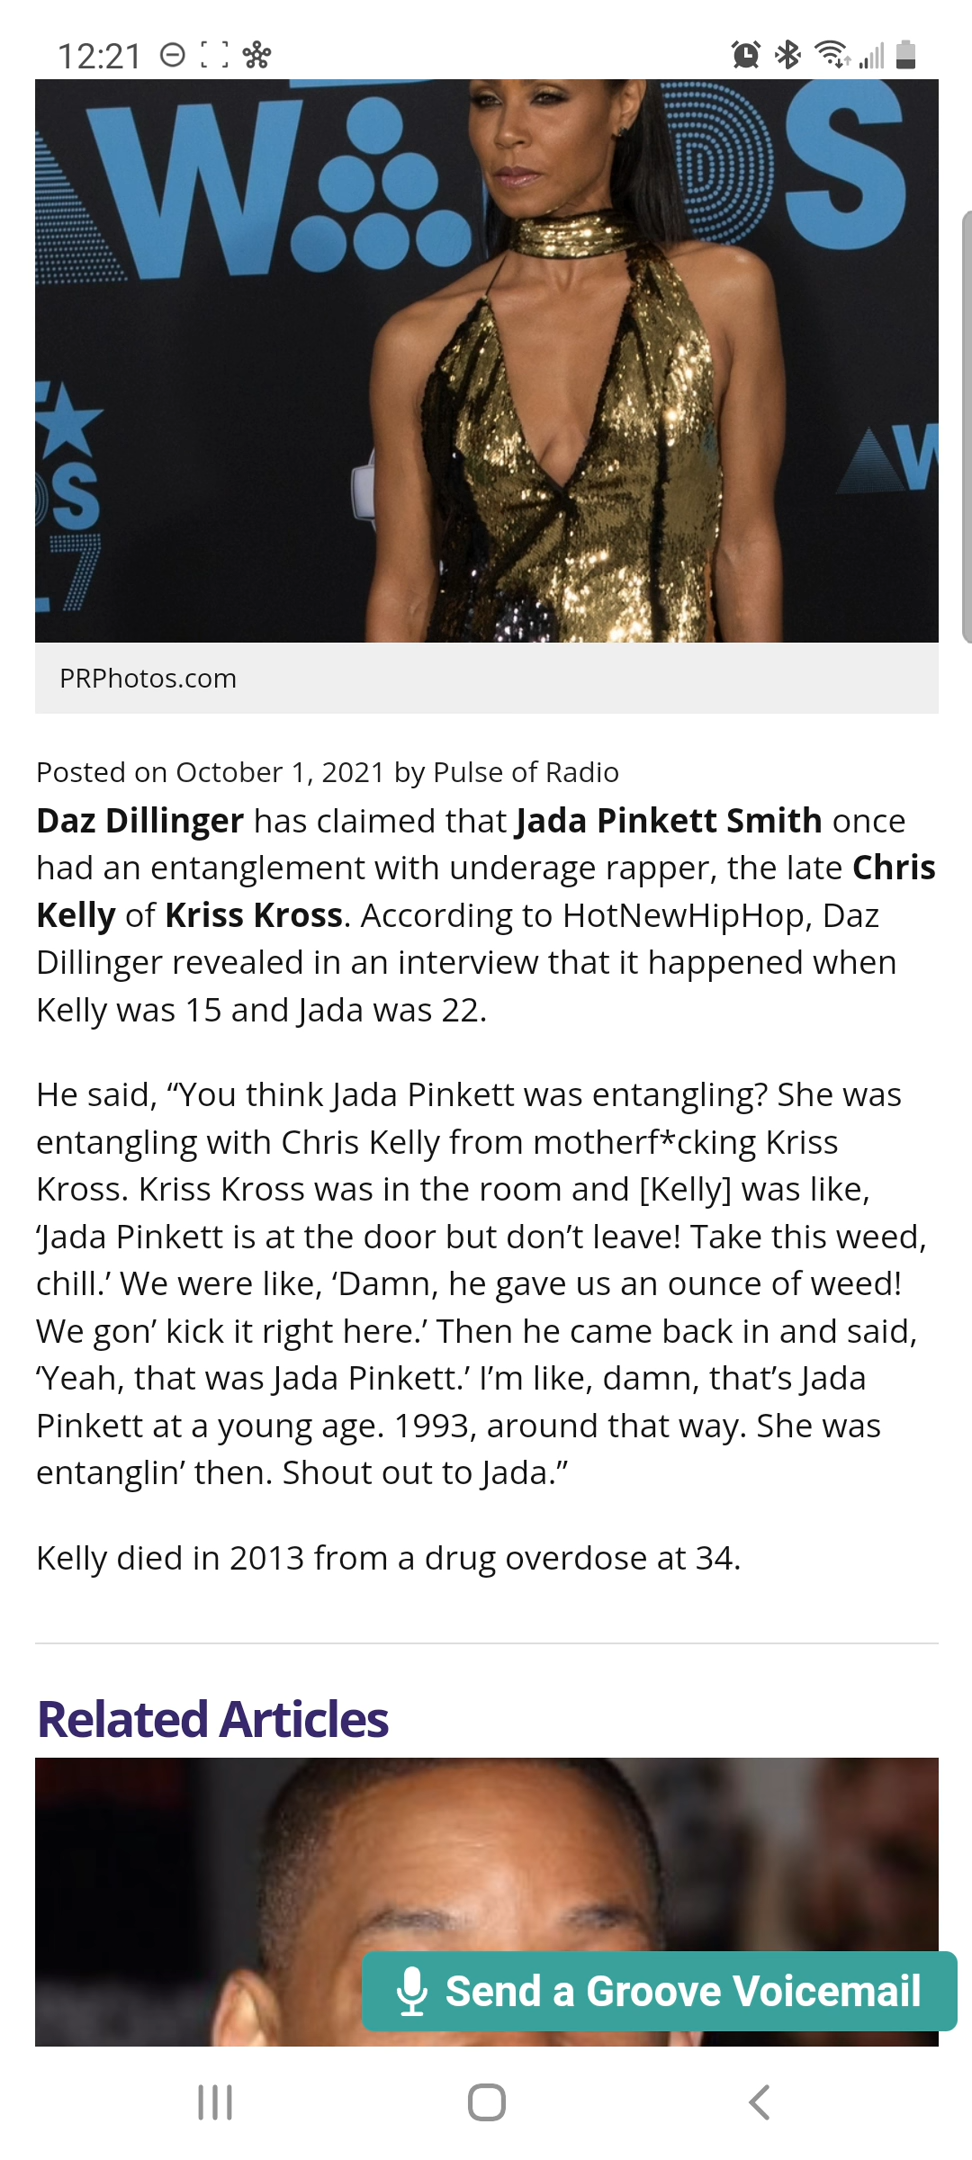 12:21
AWA DS
S
17
AW
PRPhotos.com
Posted on October 1, 2021 by Pulse of Radio
Daz Dillinger has claimed that Jada Pinkett Smith once
had an entanglement with underage rapper, the late Chris
Kelly of Kriss Kross. According to HotNewHipHop, Daz
Dillinger revealed in an interview that it happened when
Kelly was 15 and Jada was 22.
He said, “You think Jada Pinkett was entangling? She was
entangling with Chris Kelly from motherf*cking Kriss
Kross. Kriss Kross was in the room and [Kelly] was like,
‘Jada Pinkett is at the door but don’t leave! Take this weed,
chill.’ We were like, ‘Damn, he gave us an ounce of weed!
We gon’ kick it right here.’ Then he came back in and said,
‘Yeah, that was Jada Pinkett.’ I’m like, damn, that’s Jada
Pinkett at a young age. 1993, around that way. She was
entanglin’ then. Shout out to Jada.”
Kelly died in 2013 from a drug overdose at 34.
Related Articles
Send a Groove Voicemail